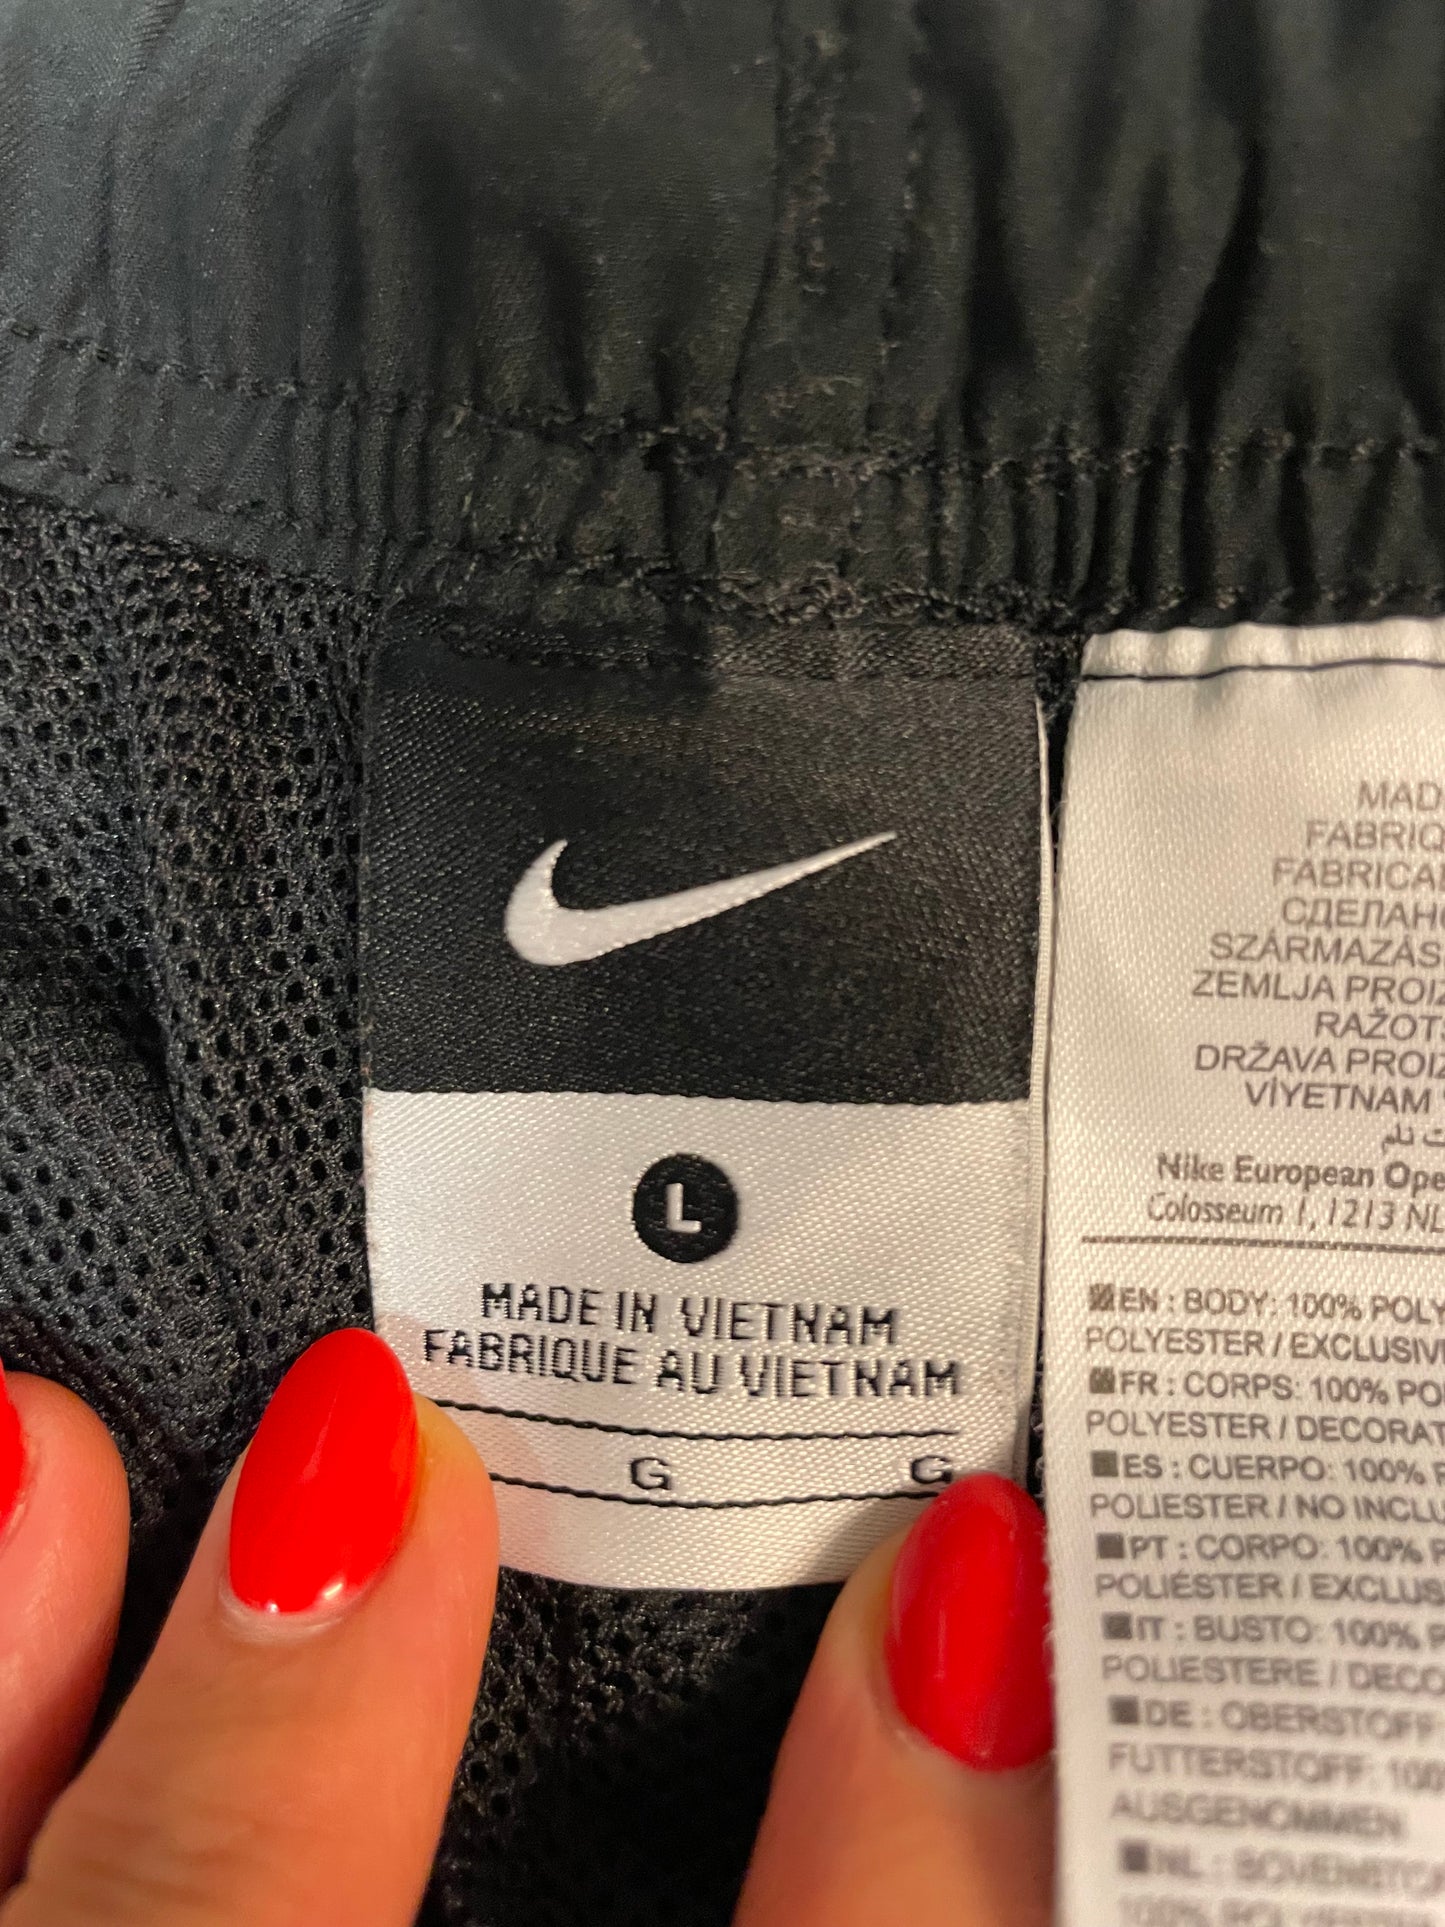 L
MADE IN VIETNAM
FABRIQUE AU VIETNAM
G G
MAD
FABRIQ
FABRICA
СДЕЛАН
SZÁRMAZÁS
ZEMLJA PROIZ
RAŽOT
DRŽAVA PROIZ
VİYETNAM
Nike European Ope
Colosseum 1, 1213 NL
EN : BODY: 100% POLY
POLYESTER / EXCLUSIV
FR : CORPS: 100% PO
POLYESTER / DECORAT
ES : CUERPO: 100% P
POLIESTER / NO INCLU
PT : CORPO: 100% P
POLIÉSTER / EXCLUS
IT : BUSTO: 100% P
POLIESTERE / DECO
DE : OBERSTOFF
FUTTERSTOFF: 100
AUSGENOMMEN
NL :
100%